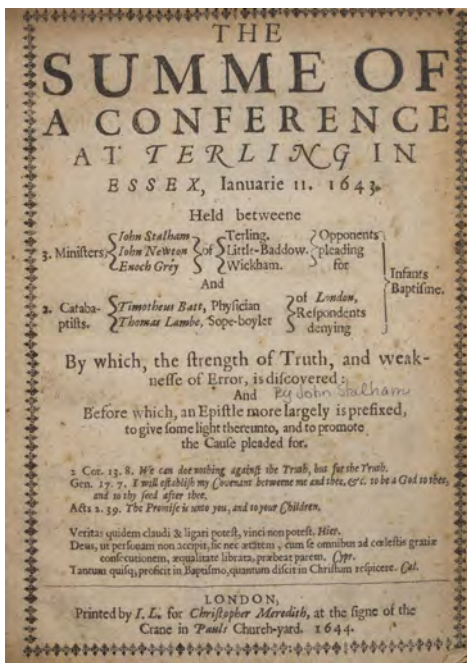 THE
SUMME OF
A CONFERENCE
AT TERLING IN
ESSEX, Ianuarie 11. 1643.
Held betweene
3. Ministers, { John Stalham / John Newton / Enoch Grey } of { Terling. / Little-Baddow. / Wickham. } Opponents pleading for
And
2. Catabaptists. { Timotheus Batt, Physician / Thomas Lambe, Sope-boyler } of London, Respondents denying
} Infants Baptisme.
By which, the strength of Truth, and weak-
nesse of Error, is discovered:
And By John Stalham
Before which, an Epistle more largely is prefixed,
to give some light thereunto, and to promote
the Cause pleaded for.
2 Cor. 13. 8. We can doe nothing against the Truth, but for the Truth.
Gen. 17. 7. I will establish my Covenant betweene me and thee, &c. to be a God to thee,
and to thy seed after thee.
Acts 2. 39. The Promise is unto you, and to your Children.
Veritas quidem claudi & ligari potest, vinci non potest. Hier.
Deus, ut personam non accipit, sic nec ætatem, cum se omnibus ad cœlestis gratiæ
consecutionem, æqualitate librata, præbeat parem. Cypr.
Tantum quisq; proficit in Baptismo, quantum discit in Christum respicere. Cal.
LONDON,
Printed by I. L. for Christopher Meredith, at the signe of the
Crane in Pauls Church-yard. 1644.